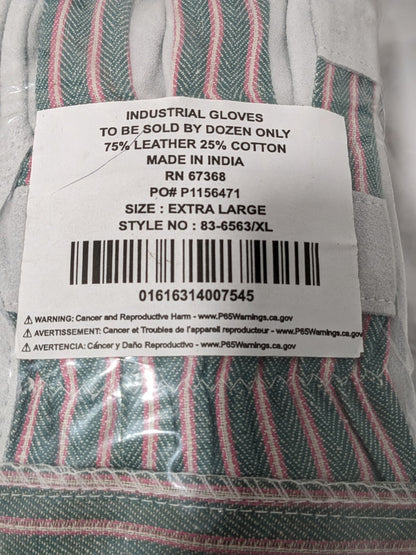 INDUSTRIAL GLOVES
TO BE SOLD BY DOZEN ONLY
75% LEATHER 25% COTTON
MADE IN INDIA
RN 67368
PO# P1156471
SIZE : EXTRA LARGE
STYLE NO : 83-6563/XL
01616314007545
⚠ WARNING: Cancer and Reproductive Harm - www.P65Warnings.ca.gov
⚠ AVERTISSEMENT: Cancer et Troubles de l'appareil reproducteur - www.P65Warnings.ca.gov
⚠ AVERTENCIA: Cáncer y Daño Reproductivo - www.P65Warnings.ca.gov